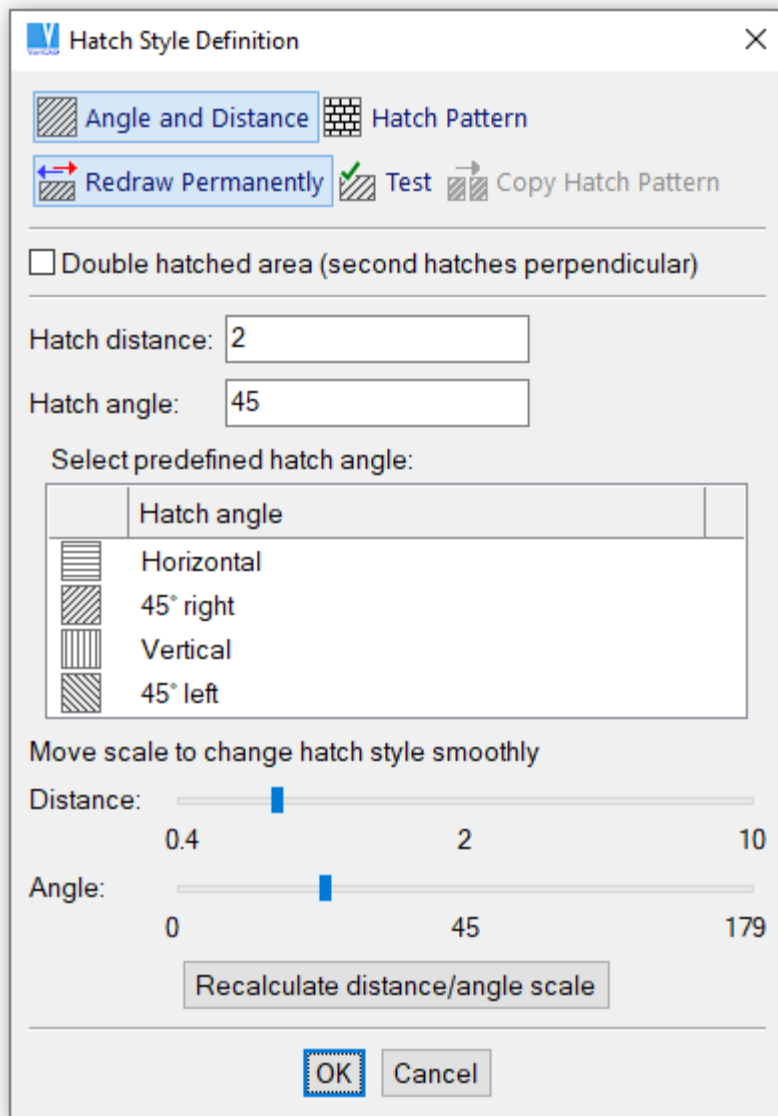 Hatch Style Definition
Angle and Distance Hatch Pattern
Redraw Permanently Test Copy Hatch Pattern
Double hatched area (second hatches perpendicular)
Hatch distance: 2
Hatch angle: 45
Select predefined hatch angle:
Hatch angle
Horizontal
45° right
Vertical
45° left
Move scale to change hatch style smoothly
Distance:
0.4 2 10
Angle:
0 45 179
Recalculate distance/angle scale
OK Cancel